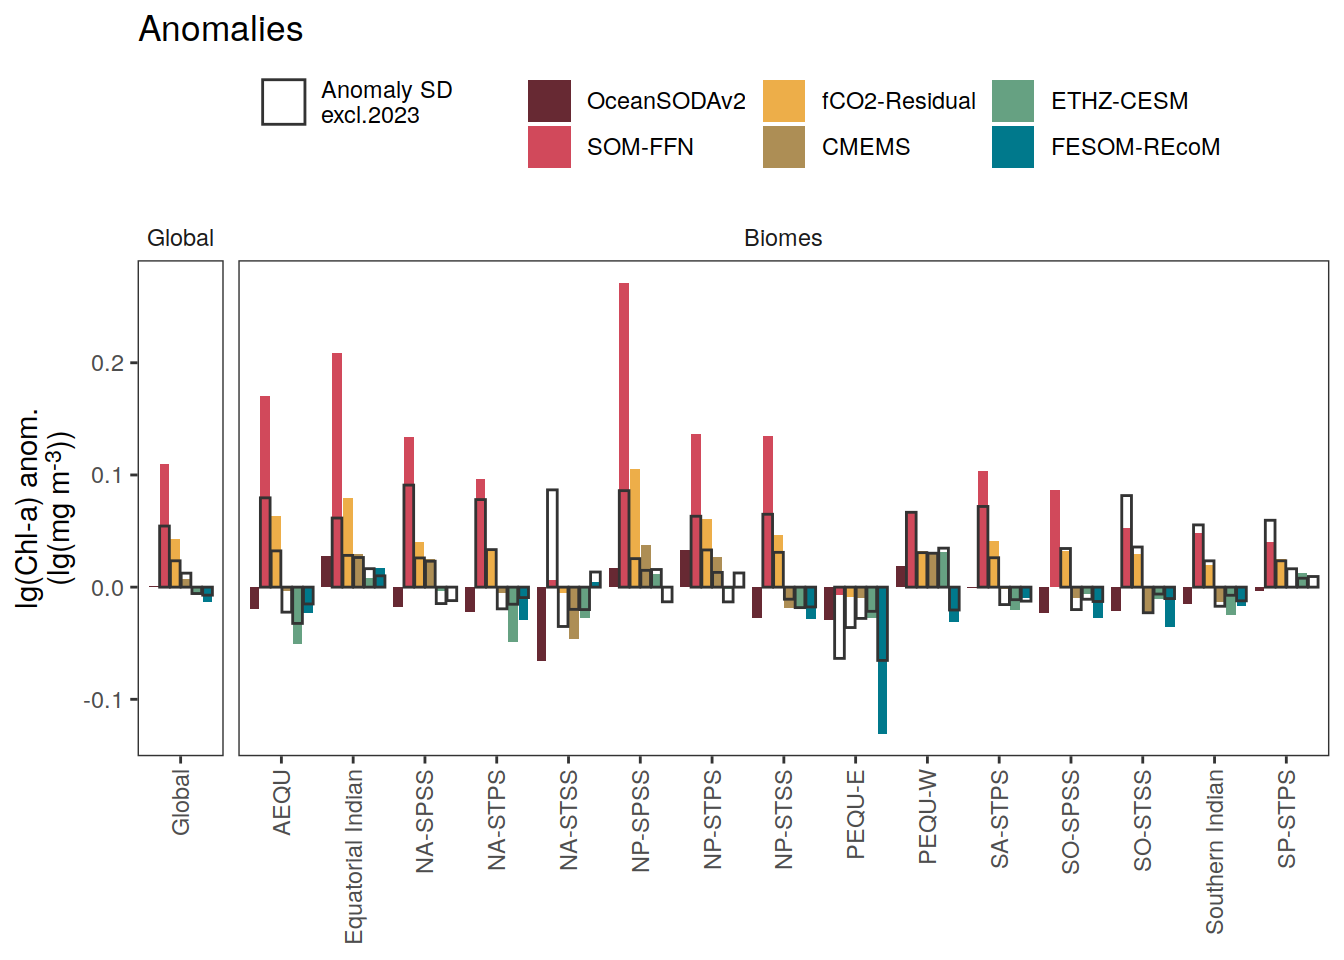 Anomalies
Anomaly SD
excl.2023
OceanSODAv2
SOM-FFN
fCO2-Residual
CMEMS
ETHZ-CESM
FESOM-REcoM
Global
Biomes
lg(Chl-a) anom.
(lg(mg m-3))
0.2
0.1
0.0
-0.1
Global
AEQU
Equatorial Indian
NA-SPSS
NA-STPS
NA-STSS
NP-SPSS
NP-STPS
NP-STSS
PEQU-E
PEQU-W
SA-STPS
SO-SPSS
SO-STSS
Southern Indian
SP-STPS